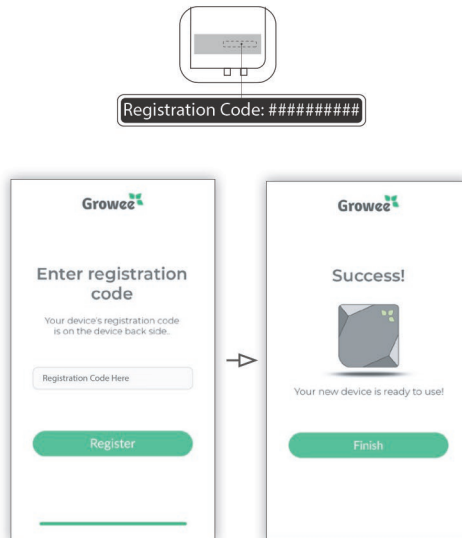 Registration Code: ##########
Growee
Enter registration
code
Your device's registration code
is on the device back side.
Registration Code Here
Register
Growee
Success!
Your new device is ready to use!
Finish